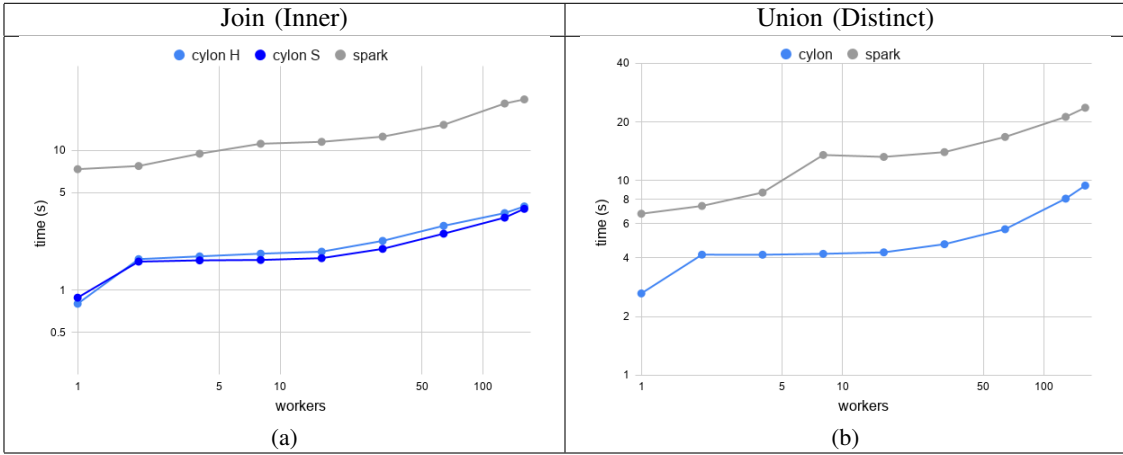 Join (Inner)
cylon H cylon S spark
10
5
1
0.5
time (s)
1 5 10 50 100
workers
(a)
Union (Distinct)
cylon spark
40
20
10
8
6
4
2
1
time (s)
1 5 10 50 100
workers
(b)